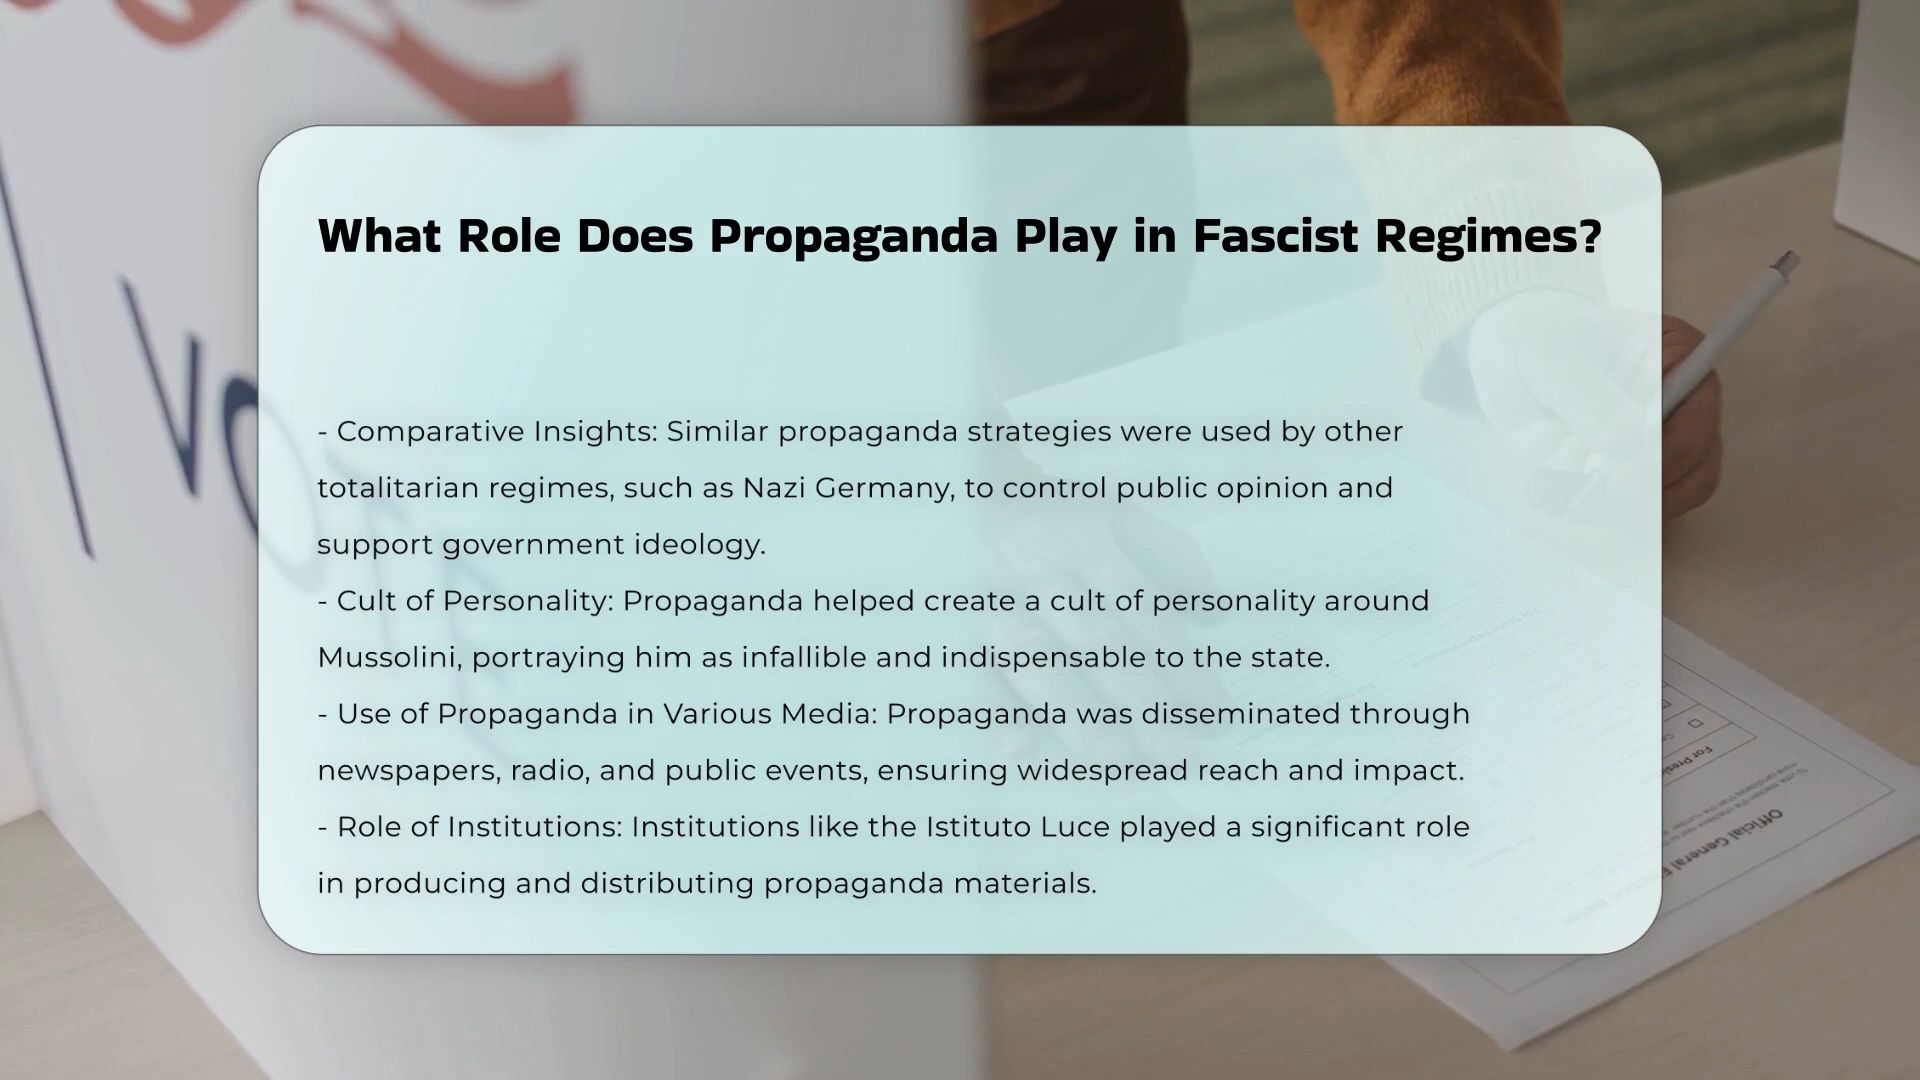 VO
What Role Does Propaganda Play in Fascist Regimes?
- Comparative Insights: Similar propaganda strategies were used by other
totalitarian regimes, such as Nazi Germany, to control public opinion and
support government ideology.
- Cult of Personality: Propaganda helped create a cult of personality around
Mussolini, portraying him as infallible and indispensable to the state.
- Use of Propaganda in Various Media: Propaganda was disseminated through
newspapers, radio, and public events, ensuring widespread reach and impact.
- Role of Institutions: Institutions like the Istituto Luce played a significant role
in producing and distributing propaganda materials.
Official General